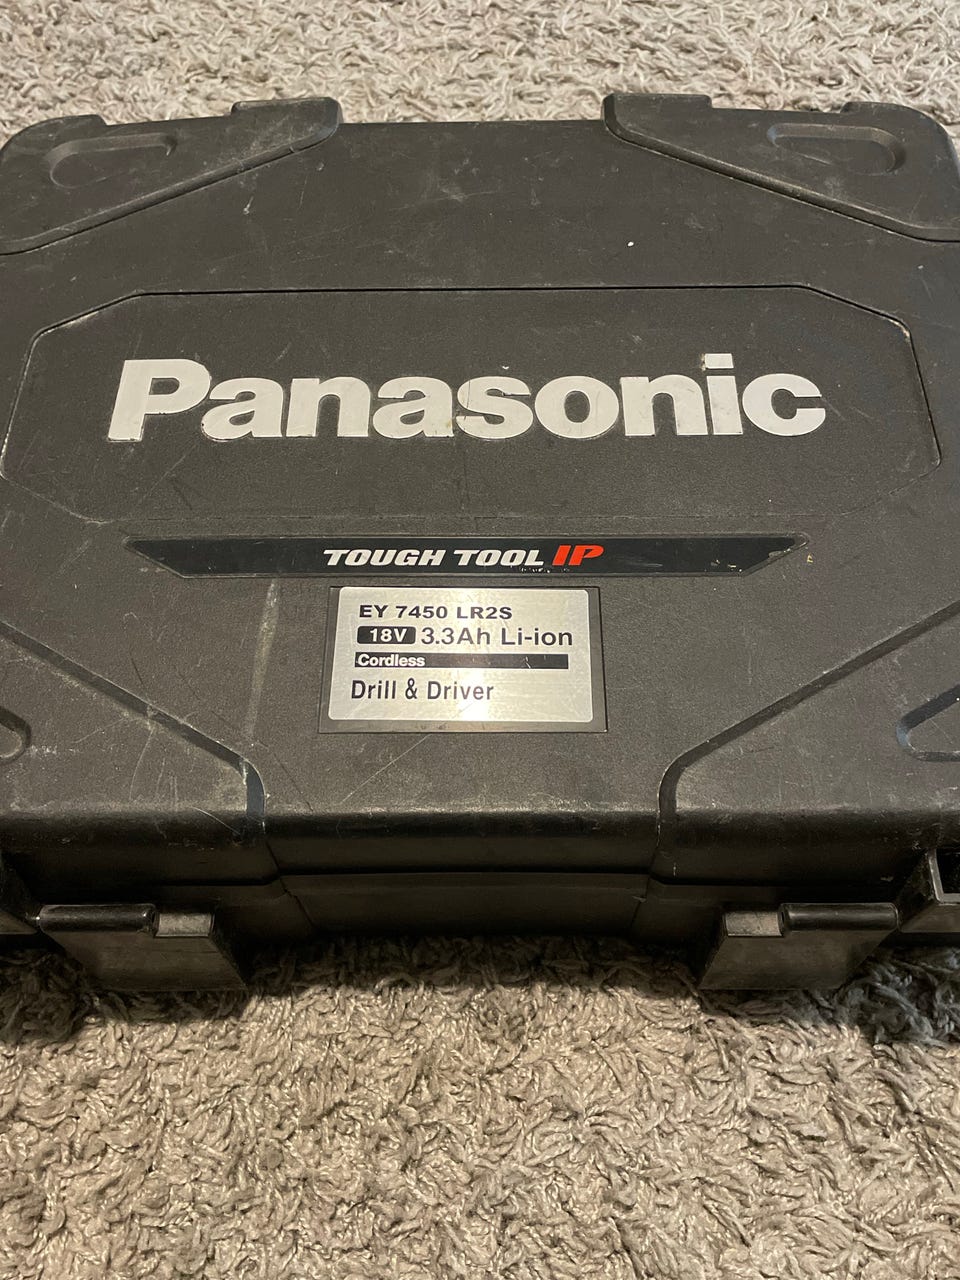 Panasonic
TOUGH TOOL IP
EY 7450 LR2S
18V 3.3Ah Li-ion
Cordless
Drill & Driver